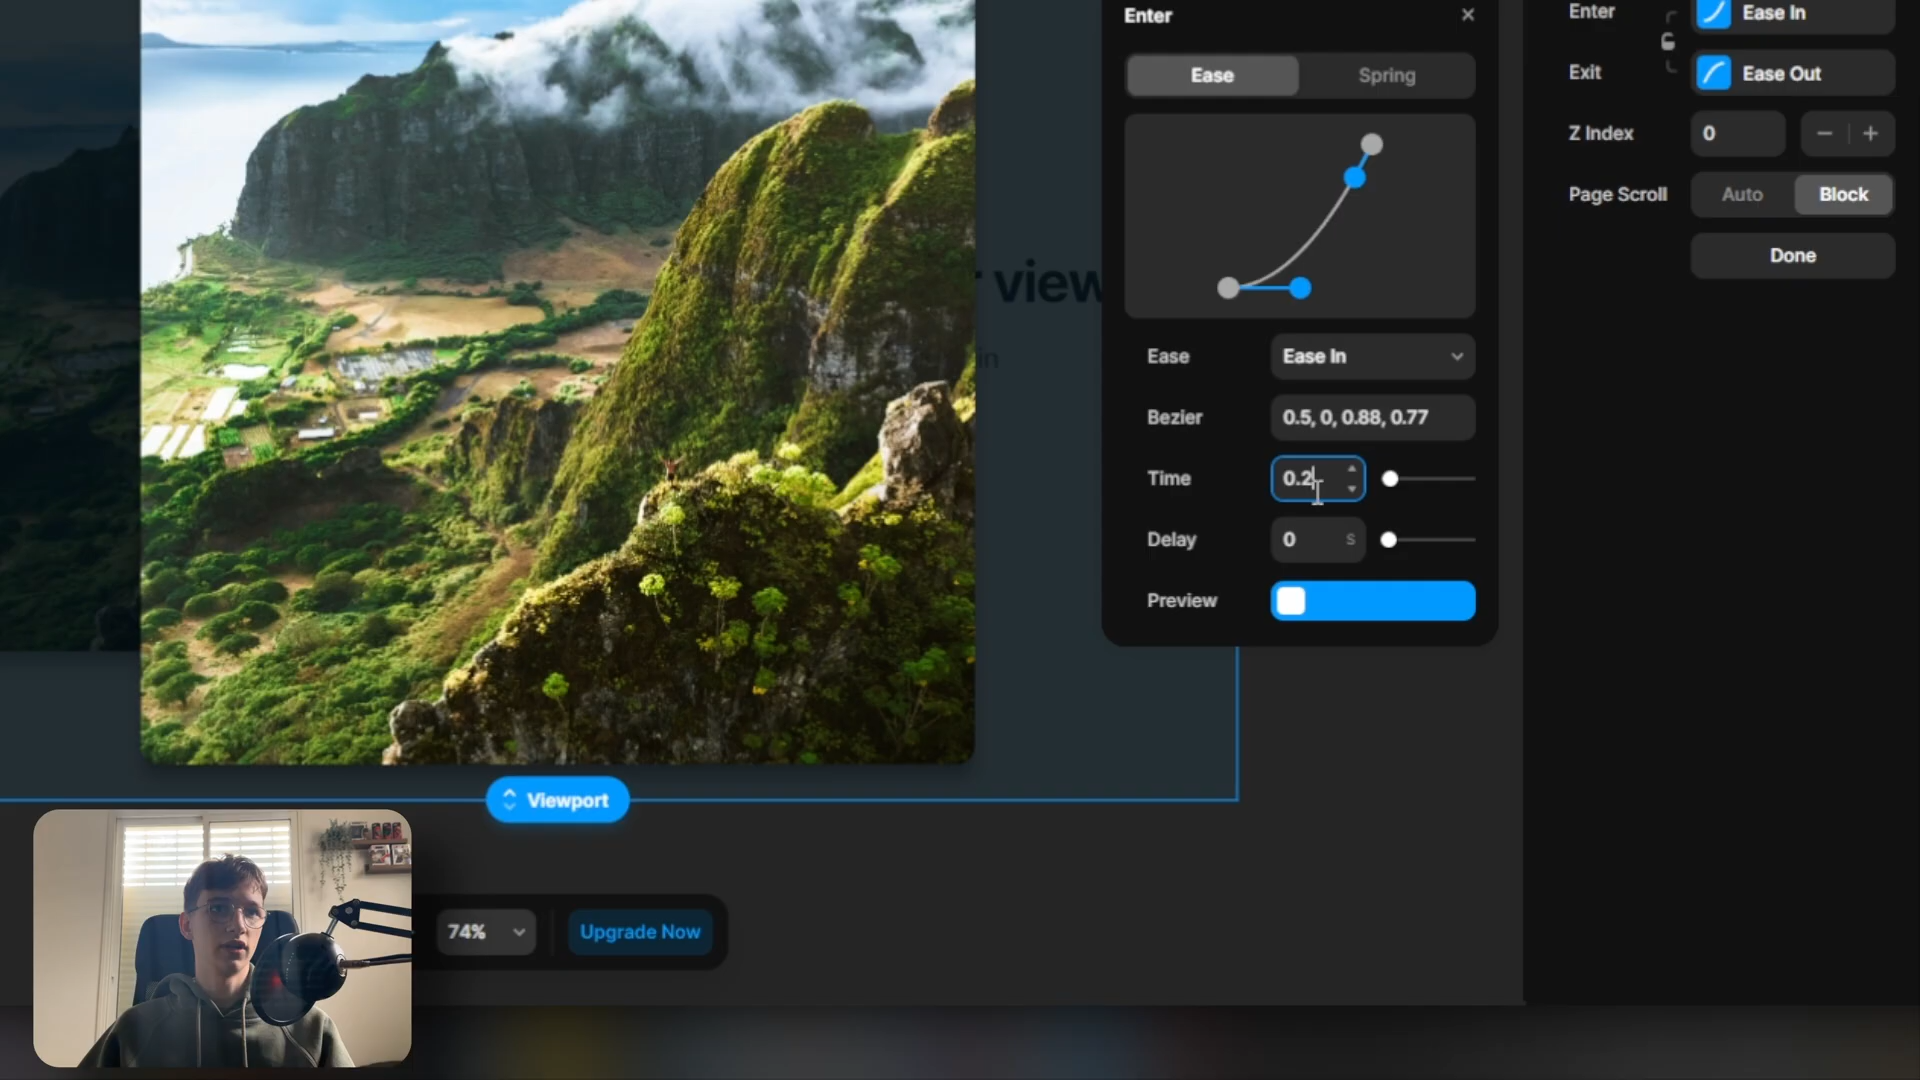 Enter
Ease
Spring
Ease
Ease In
Bezier
0.5, 0, 0.88, 0.77
Time
0.2
Delay
0
s
Preview
Enter
Ease In
Exit
Ease Out
Z Index
0
Page Scroll
Auto
Block
Done
view
in
Viewport
74%
Upgrade Now